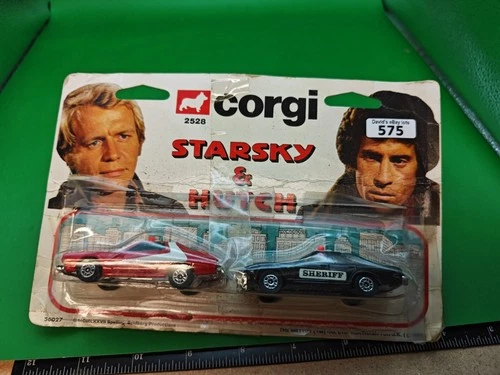 corgi
2528
David's eBay lots
575
STARSKY
&
HUTCH
SHERIFF